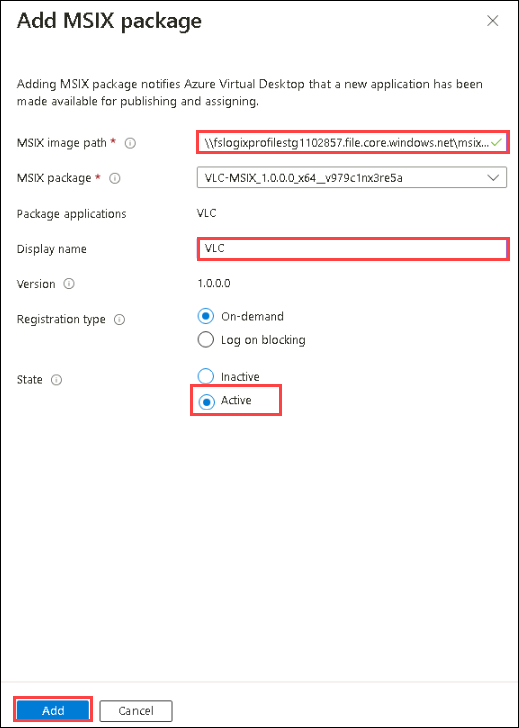 Add MSIX package
Adding MSIX package notifies Azure Virtual Desktop that a new application has been
made available for publishing and assigning.
MSIX image path * \\fslogixprofilestg1102857.file.core.windows.net\msix...
MSIX package * VLC-MSIX_1.0.0.0_x64__v979c1nx3re5a
Package applications VLC
Display name VLC
Version 1.0.0.0
Registration type On-demand
Log on blocking
State Inactive
Active
Add Cancel